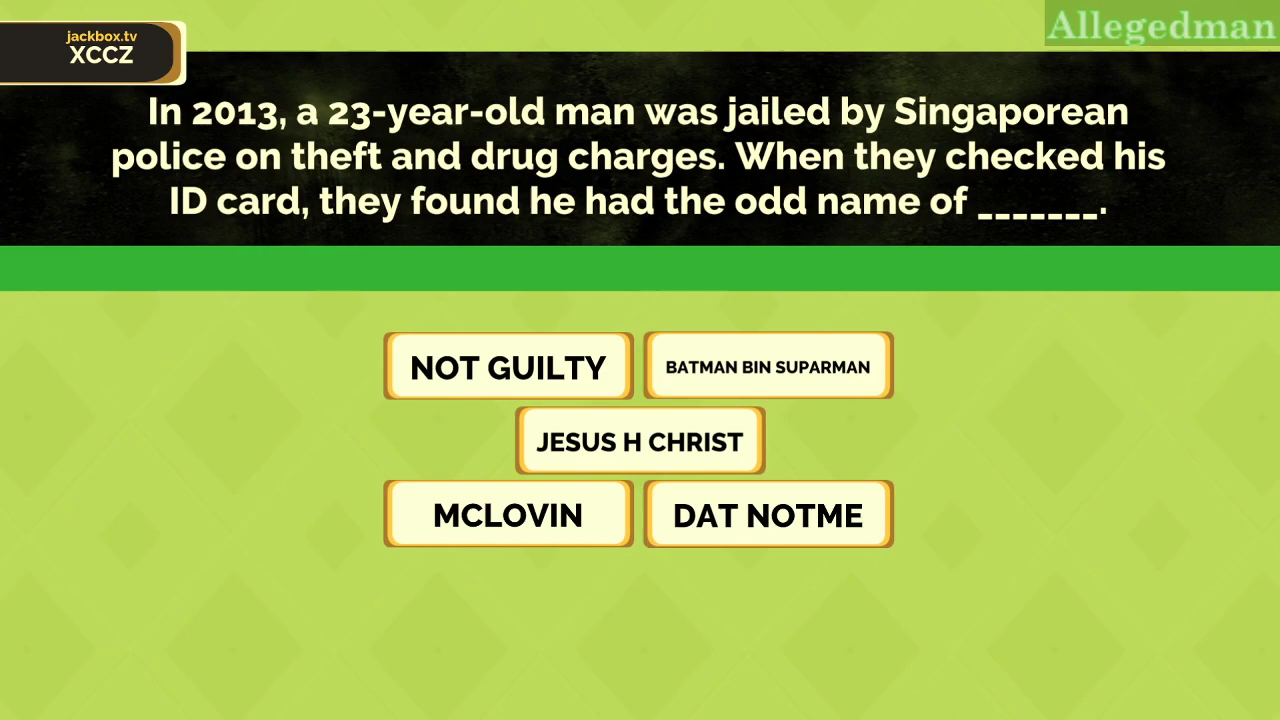 jackbox.tv
XCCZ
Allegedman
In 2013, a 23-year-old man was jailed by Singaporean
police on theft and drug charges. When they checked his
ID card, they found he had the odd name of _______.
NOT GUILTY
BATMAN BIN SUPARMAN
JESUS H CHRIST
MCLOVIN
DAT NOTME